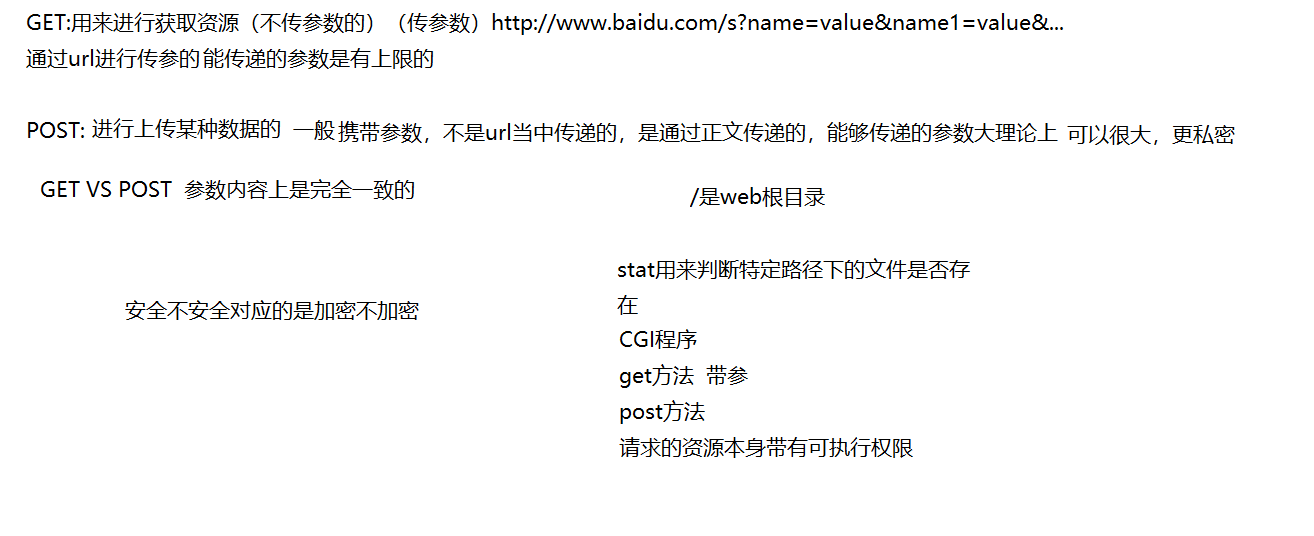 GET:用来进行获取资源（不传参数的）（传参数）http://www.baidu.com/s?name=value&name1=value&...
通过url进行传参的 能传递的参数是有上限的
POST: 进行上传某种数据的 一般 携带参数，不是url当中传递的，是通过正文传递的，能够传递的参数大理论上 可以很大，更私密
GET VS POST 参数内容上是完全一致的
/是web根目录
安全不安全对应的是加密不加密
stat用来判断特定路径下的文件是否存
在
CGI程序
get方法 带参
post方法
请求的资源本身带有可执行权限